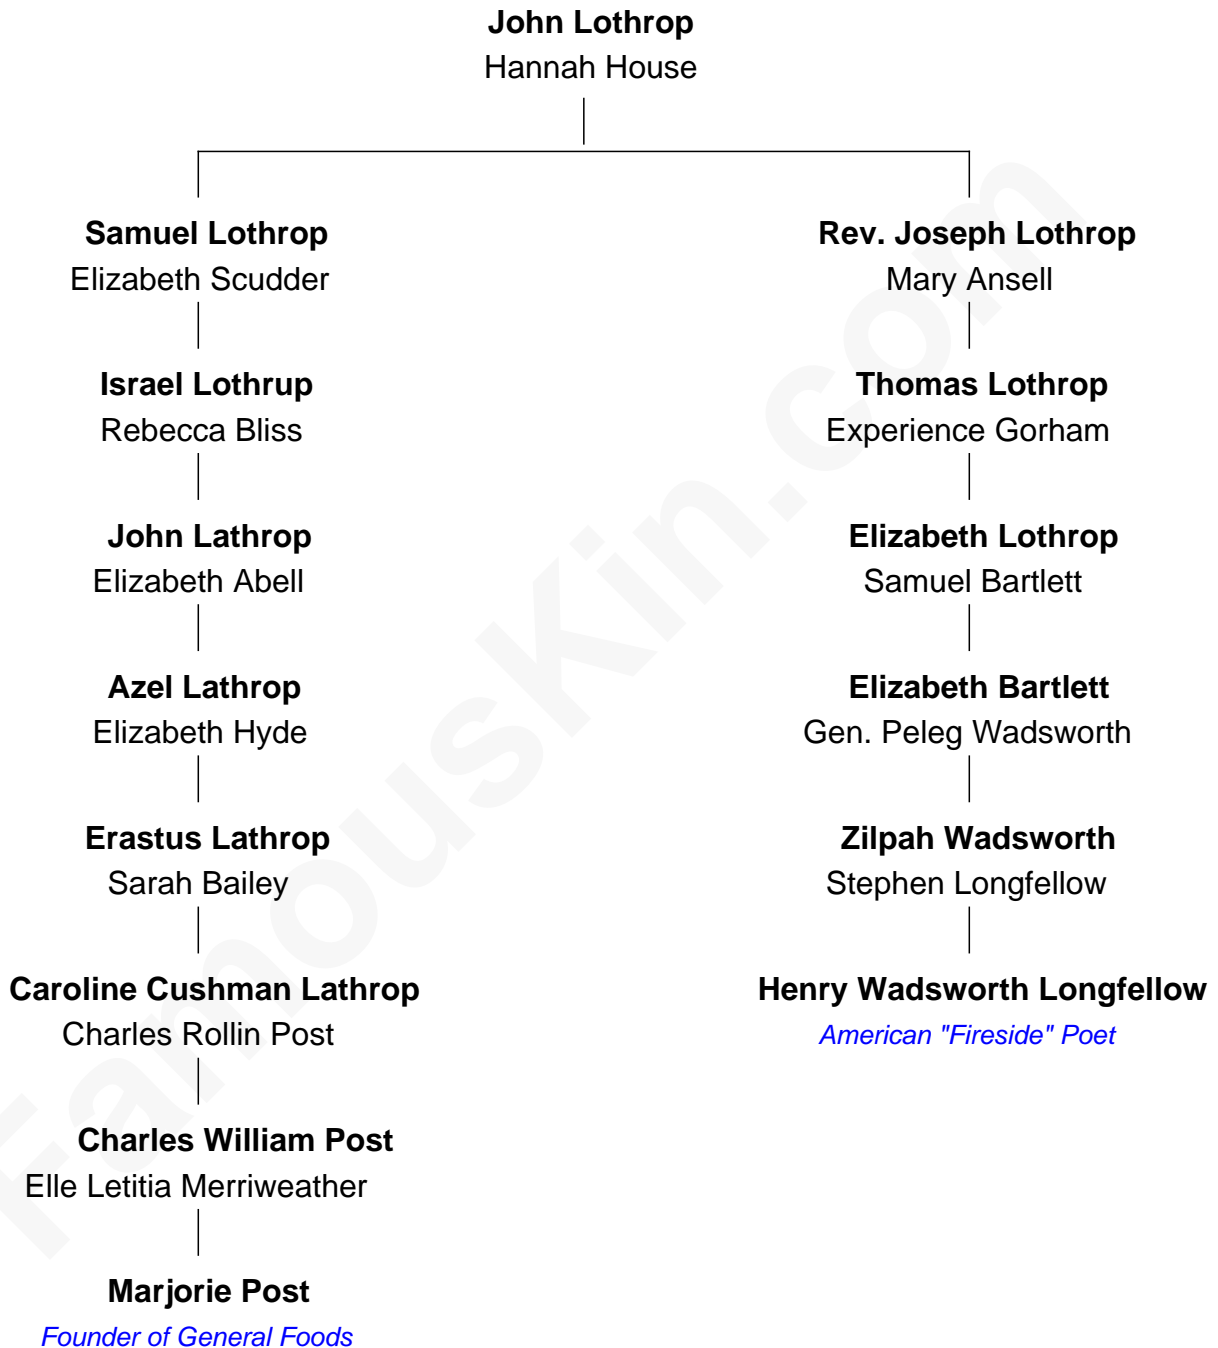 John Lothrop
Hannah House
Samuel Lothrop
Elizabeth Scudder
Israel Lothrup
Rebecca Bliss
John Lathrop
Elizabeth Abell
Azel Lathrop
Elizabeth Hyde
Erastus Lathrop
Sarah Bailey
Caroline Cushman Lathrop
Charles Rollin Post
Charles William Post
Elle Letitia Merriweather
Marjorie Post
Founder of General Foods
Rev. Joseph Lothrop
Mary Ansell
Thomas Lothrop
Experience Gorham
Elizabeth Lothrop
Samuel Bartlett
Elizabeth Bartlett
Gen. Peleg Wadsworth
Zilpah Wadsworth
Stephen Longfellow
Henry Wadsworth Longfellow
American "Fireside" Poet
FamousKin.com